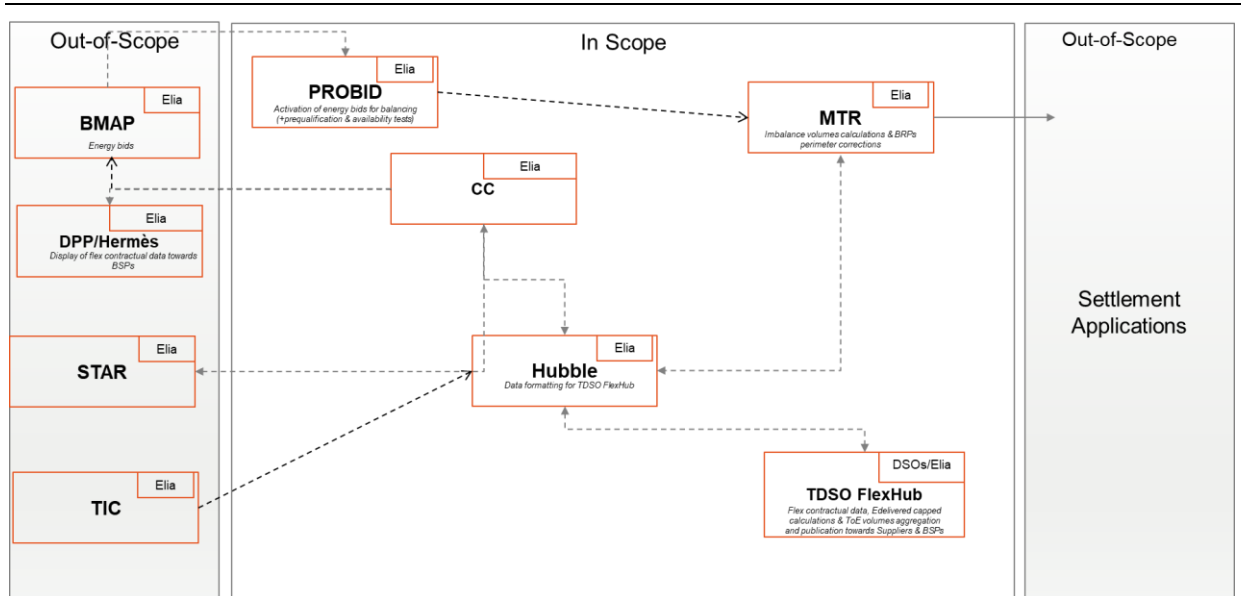 Out-of-Scope
In Scope
Out-of-Scope
Elia
BMAP
Energy bids
Elia
PROBID
Activation of energy bids for balancing
(+prequalification & availability tests)
Elia
MTR
Imbalance volumes calculations & BRPs
perimeter corrections
Elia
CC
Elia
DPP/Hermès
Display of flex contractual data towards
BSPs
Settlement
Applications
Elia
STAR
Elia
Hubble
Data formatting for TDSO FlexHub
Elia
TIC
DSOs/Elia
TDSO FlexHub
Flex contractual data, Edelivered capped
calculations & ToE volumes aggregation
and publication towards Suppliers & BSPs